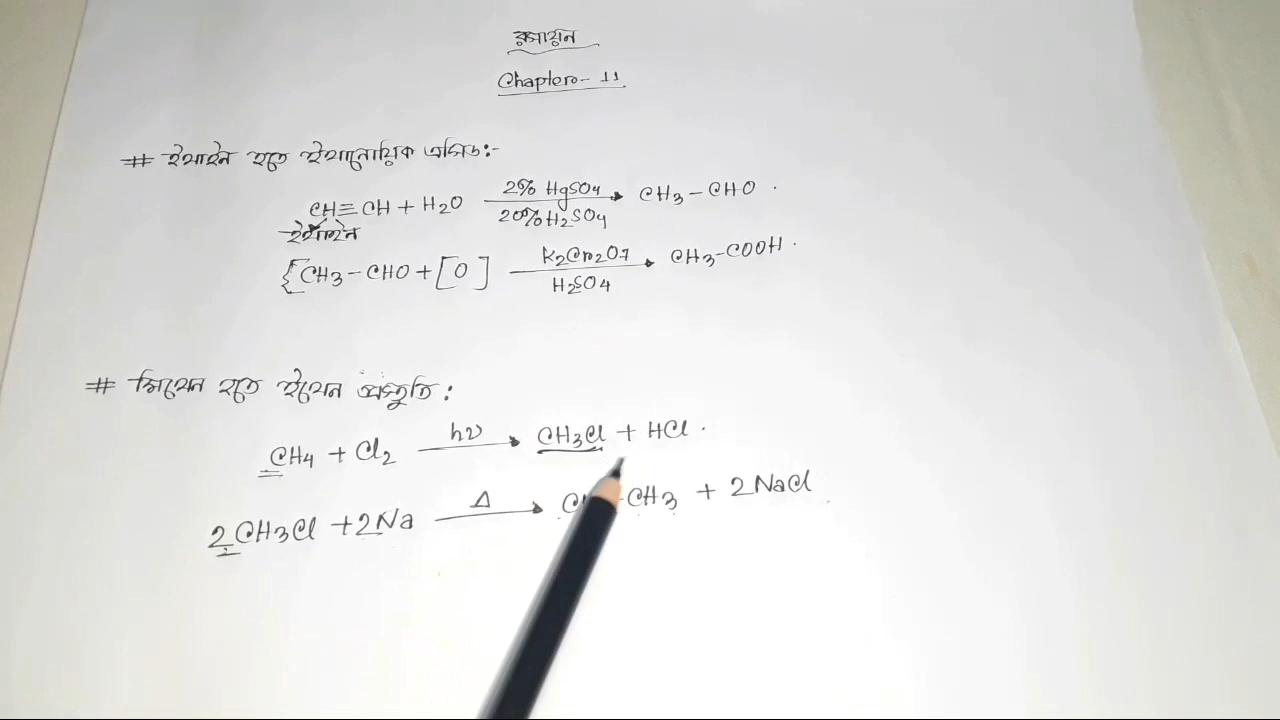 রসায়ন
Chapter- 11
# ইথাইন হতে ইথানোয়িক এসিড:-
CH≡CH + H2O 2% HgSO4 20% H2SO4 → CH3-CHO.
ইথাইন
{CH3-CHO + [O] K2Cr2O7 H2SO4 → CH3-COOH.
# মিথেন হতে ইথেন প্রস্তুতি:
CH4 + Cl2 hν → CH3Cl + HCl.
2CH3Cl + 2Na Δ → CH3 + 2NaCl